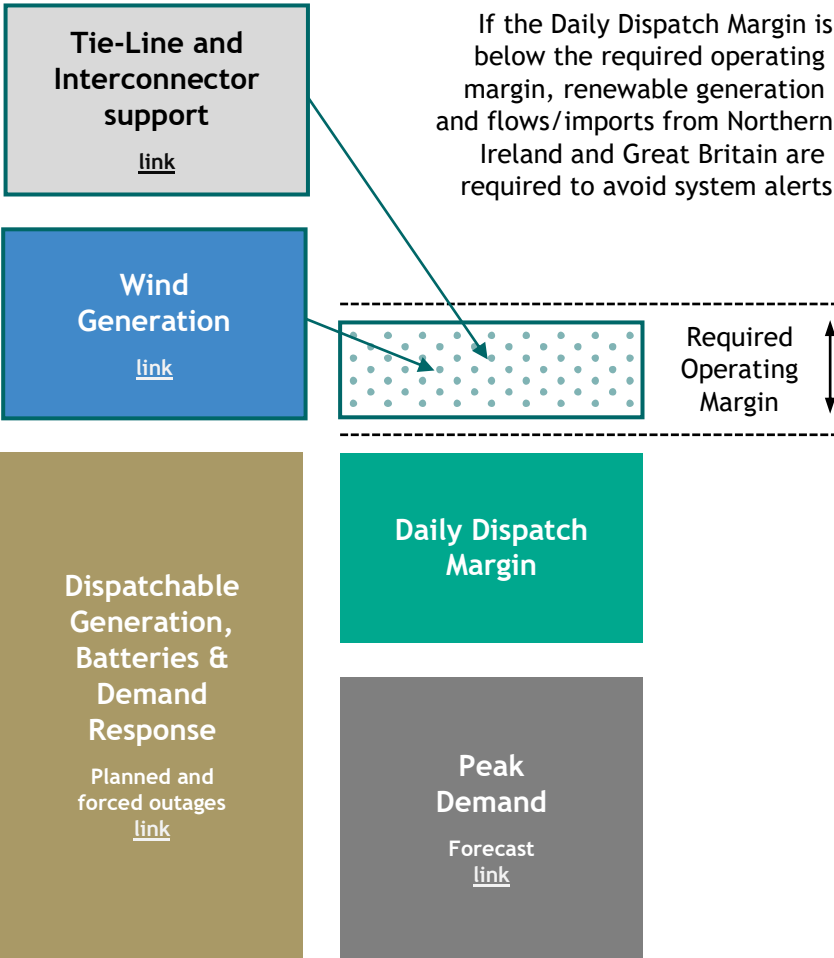 Tie-Line and
Interconnector
support
link
If the Daily Dispatch Margin is
below the required operating
margin, renewable generation
and flows/imports from Northern
Ireland and Great Britain are
required to avoid system alerts
Wind
Generation
link
Required
Operating
Margin
Daily Dispatch
Margin
Dispatchable
Generation,
Batteries &
Demand
Response
Planned and
forced outages
link
Peak
Demand
Forecast
link